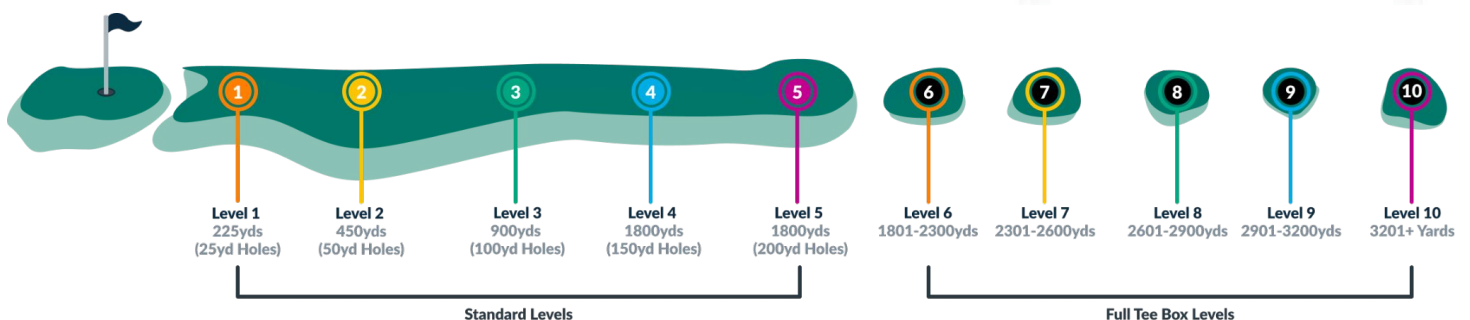 1
2
3
4
5
6
7
8
9
10
Level 1
225yds
(25yd Holes)
Level 2
450yds
(50yd Holes)
Level 3
900yds
(100yd Holes)
Level 4
1800yds
(150yd Holes)
Level 5
1800yds
(200yd Holes)
Level 6
1801-2300yds
Level 7
2301-2600yds
Level 8
2601-2900yds
Level 9
2901-3200yds
Level 10
3201+ Yards
Standard Levels
Full Tee Box Levels